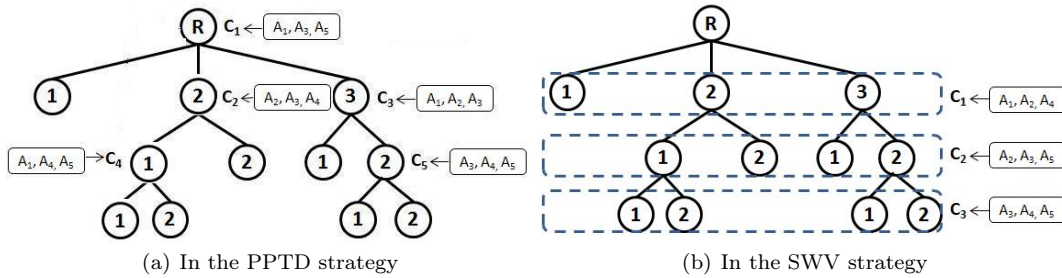 R C₁ A₁, A₃, A₅
1 2 C₂ A₂, A₃, A₄ 3 C₃ A₁, A₂, A₃
A₁, A₄, A₅ C₄ 1 2 1 2 C₅ A₃, A₄, A₅
1 2 1 2
(a) In the PPTD strategy
R
1 2 3 C₁ A₁, A₂, A₄
1 2 1 2 C₂ A₂, A₃, A₅
1 2 1 2 C₃ A₃, A₄, A₅
(b) In the SWV strategy